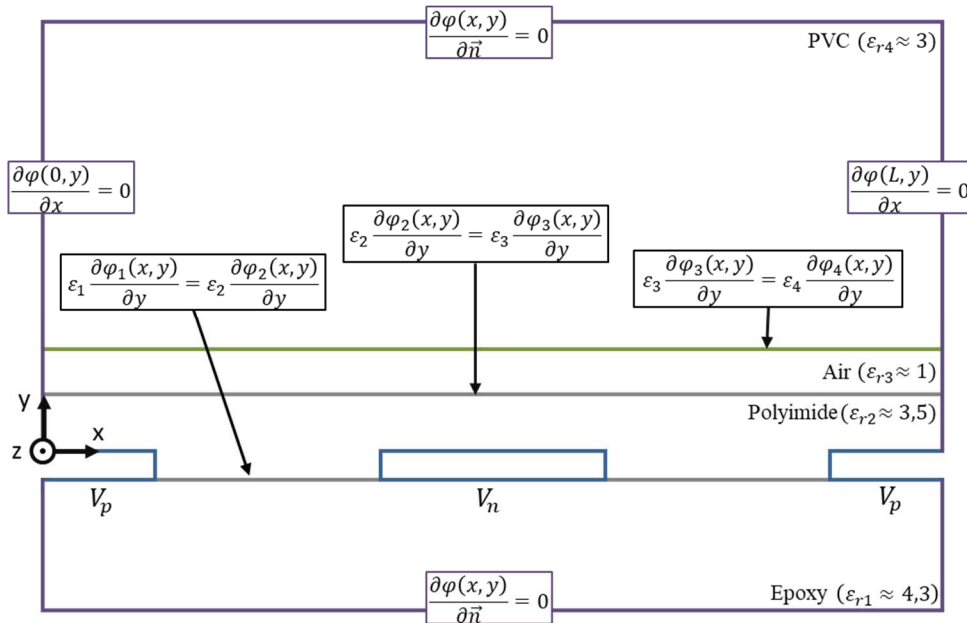 ∂φ(x, y)/∂n⃗ = 0
PVC (εr4 ≈ 3)
∂φ(0, y)/∂x = 0
∂φ(L, y)/∂x = 0
ε2 ∂φ2(x, y)/∂y = ε3 ∂φ3(x, y)/∂y
ε1 ∂φ1(x, y)/∂y = ε2 ∂φ2(x, y)/∂y
ε3 ∂φ3(x, y)/∂y = ε4 ∂φ4(x, y)/∂y
Air (εr3 ≈ 1)
y
Polyimide (εr2 ≈ 3,5)
x
z
Vp
Vn
Vp
∂φ(x, y)/∂n⃗ = 0
Epoxy (εr1 ≈ 4,3)